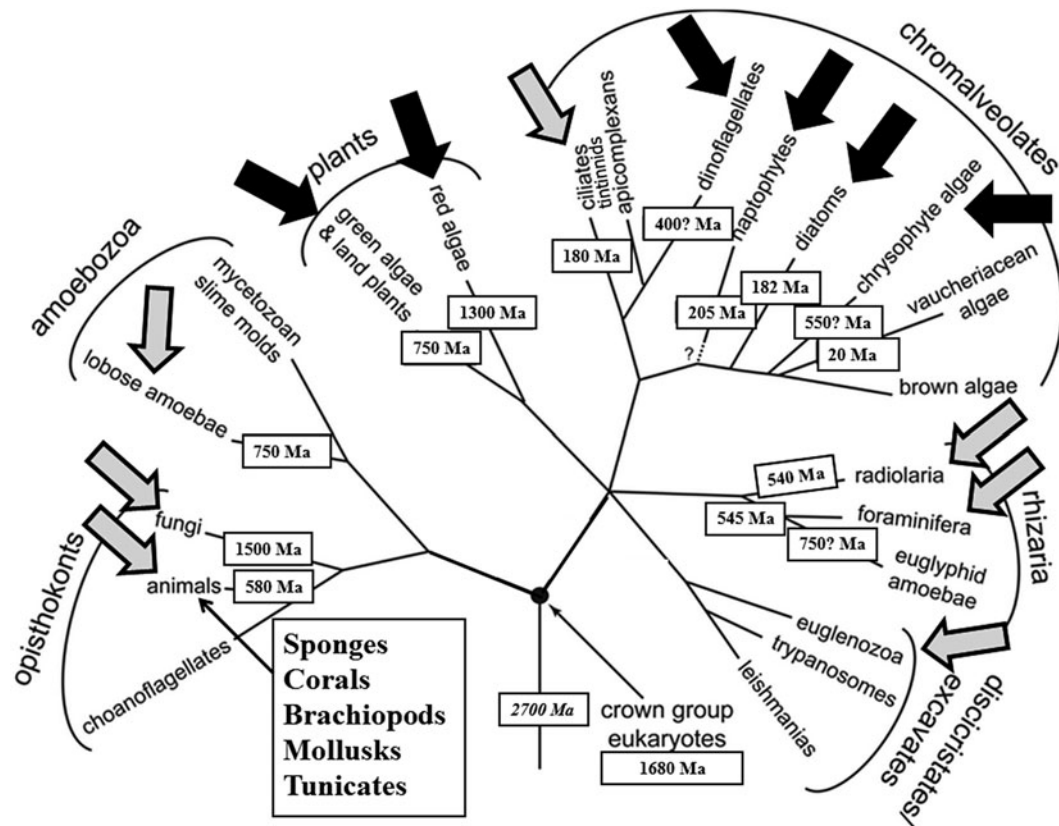 chromalveolates
plants
ciliates
tintinnids
apicomplexans
dinoflagellates
haptophytes
diatoms
chrysophyte algae
vaucheriacean
algae
brown algae
red algae
green algae
& land plants
amoebozoa
mycetozoan
slime molds
lobose amoebae
180 Ma
400? Ma
205 Ma
182 Ma
550? Ma
20 Ma
1300 Ma
750 Ma
750 Ma
opisthokonts
fungi
1500 Ma
animals
580 Ma
choanoflagellates
Sponges
Corals
Brachiopods
Mollusks
Tunicates
2700 Ma
crown group
eukaryotes
1680 Ma
540 Ma
radiolaria
545 Ma
foraminifera
750? Ma
euglyphid
amoebae
rhizaria
euglenozoa
trypanosomes
leishmanias
discicristates/
excavates
?